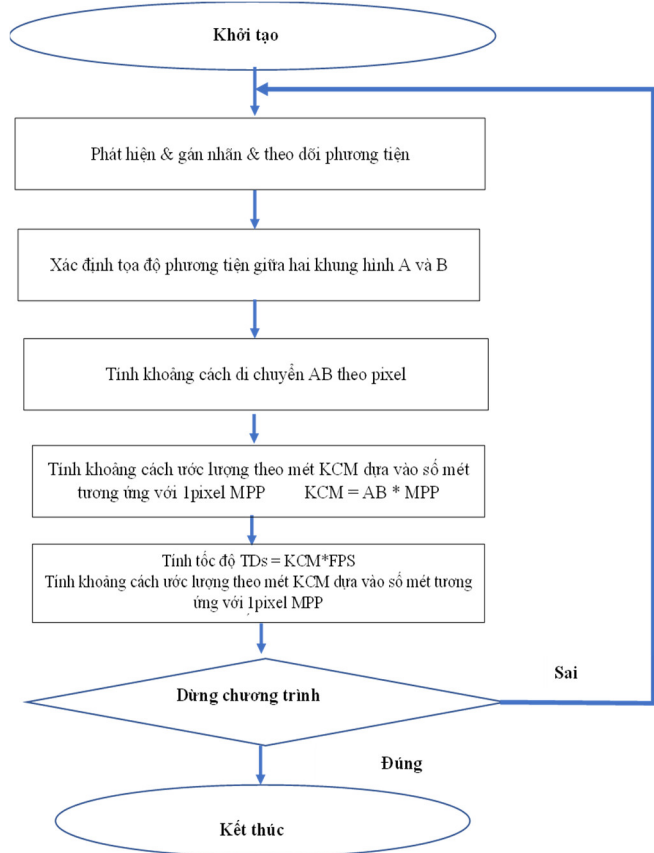 Khởi tạo
Phát hiện & gán nhãn & theo dõi phương tiện
Xác định tọa độ phương tiện giữa hai khung hình A và B
Tính khoảng cách di chuyển AB theo pixel
Tính khoảng cách ước lượng theo mét KCM dựa vào số mét
tương ứng với 1pixel MPP KCM = AB * MPP
Tính tốc độ TDs = KCM*FPS
Tính khoảng cách ước lượng theo mét KCM dựa vào số mét tương
ứng với 1pixel MPP
Sai
Dừng chương trình
Đúng
Kết thúc